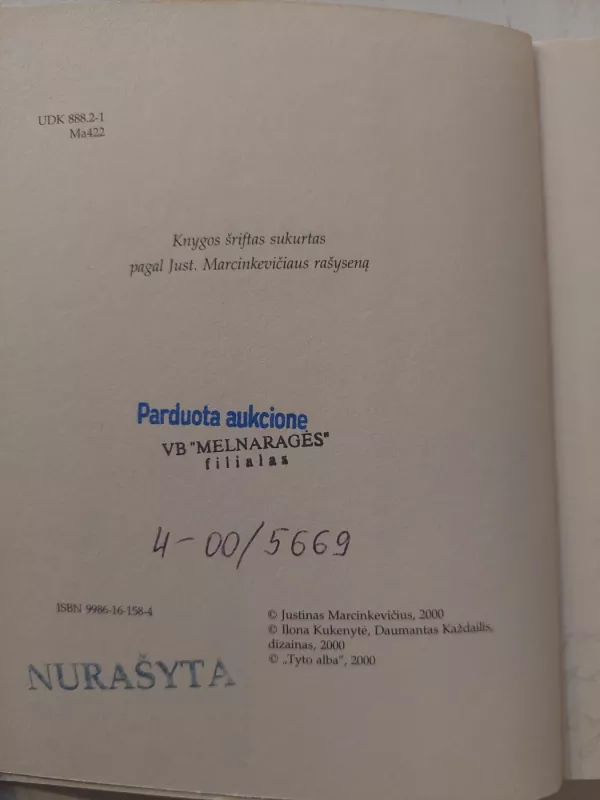 UDK 888.2-1
Ma422
Knygos šriftas sukurtas
pagal Just. Marcinkevičiaus rašyseną
Parduota aukcione
VB "MELNARAGĖS"
filialas
4-00/5669
ISBN 9986-16-158-4
© Justinas Marcinkevičius, 2000
© Ilona Kukenytė, Daumantas Každailis,
dizainas, 2000
© „Tyto alba", 2000
NURAŠYTA